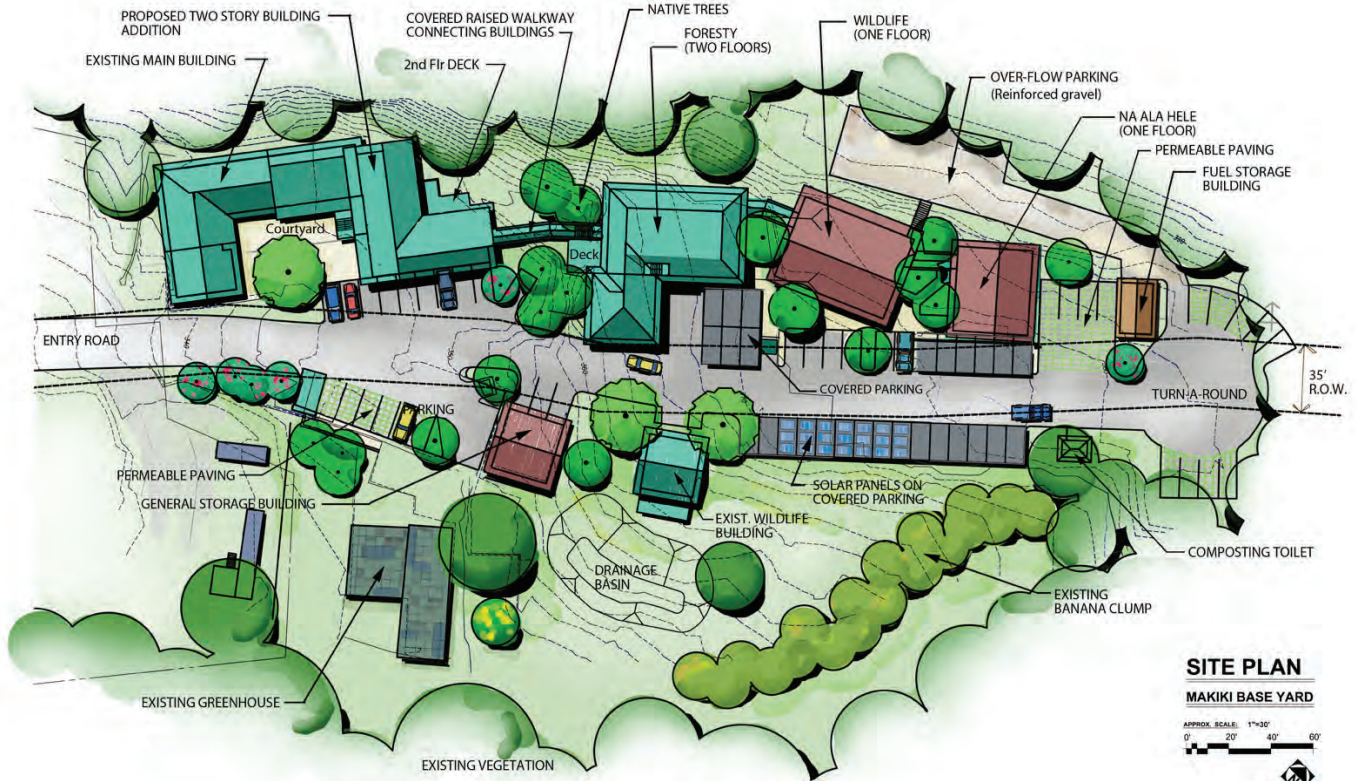 PROPOSED TWO STORY BUILDING
ADDITION
EXISTING MAIN BUILDING
COVERED RAISED WALKWAY
CONNECTING BUILDINGS
2nd Flr DECK
NATIVE TREES
FORESTY
(TWO FLOORS)
WILDLIFE
(ONE FLOOR)
OVER-FLOW PARKING
(Reinforced gravel)
NA ALA HELE
(ONE FLOOR)
PERMEABLE PAVING
FUEL STORAGE
BUILDING
Courtyard
Deck
ENTRY ROAD
COVERED PARKING
TURN-A-ROUND
35'
R.O.W.
PARKING
PERMEABLE PAVING
GENERAL STORAGE BUILDING
SOLAR PANELS ON
COVERED PARKING
EXIST. WILDLIFE
BUILDING
COMPOSTING TOILET
DRAINAGE
BASIN
EXISTING
BANANA CLUMP
EXISTING GREENHOUSE
EXISTING VEGETATION
SITE PLAN
MAKIKI BASE YARD
APPROX. SCALE: 1"=30'
0' 20' 40' 60'